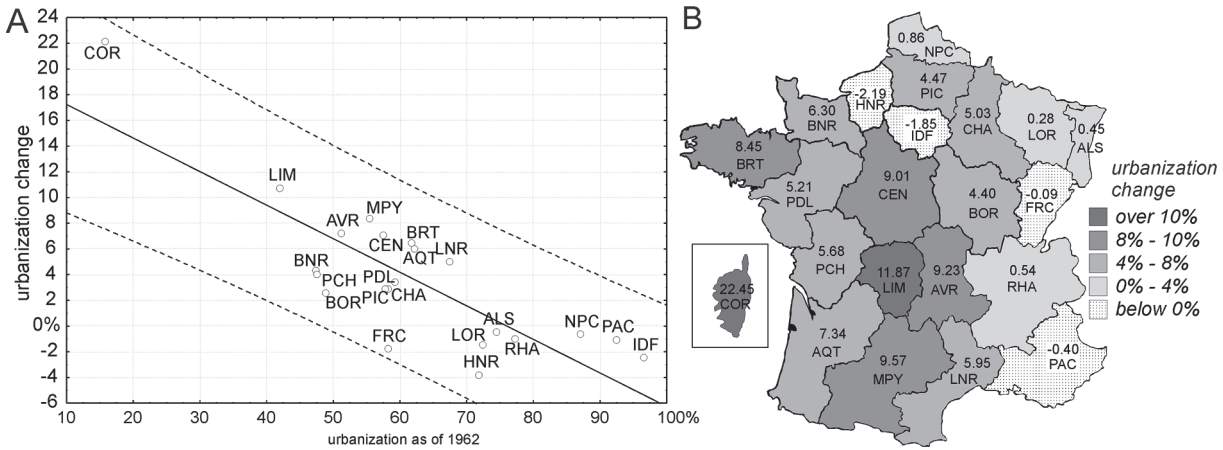 A
24
22
20
18
16
14
12
10
8
6
4
2
0%
-2
-4
-6
urbanization change
10
20
30
40
50
60
70
80
90
100%
urbanization as of 1962
COR
LIM
MPY
AVR
BRT
CEN
LNR
AQT
BNR
PCH
PDL
BOR
PIC
CHA
FRC
ALS
LOR
RHA
HNR
NPC
PAC
IDF
B
0.86
NPC
4.47
PIC
-2.19
HNR
6.30
BNR
-1.85
IDF
5.03
CHA
0.28
LOR
0.45
ALS
8.45
BRT
9.01
CEN
5.21
PDL
4.40
BOR
-0.09
FRC
5.68
PCH
11.87
LIM
9.23
AVR
0.54
RHA
22.45
COR
7.34
AQT
9.57
MPY
5.95
LNR
-0.40
PAC
urbanization
change
over 10%
8% - 10%
4% - 8%
0% - 4%
below 0%